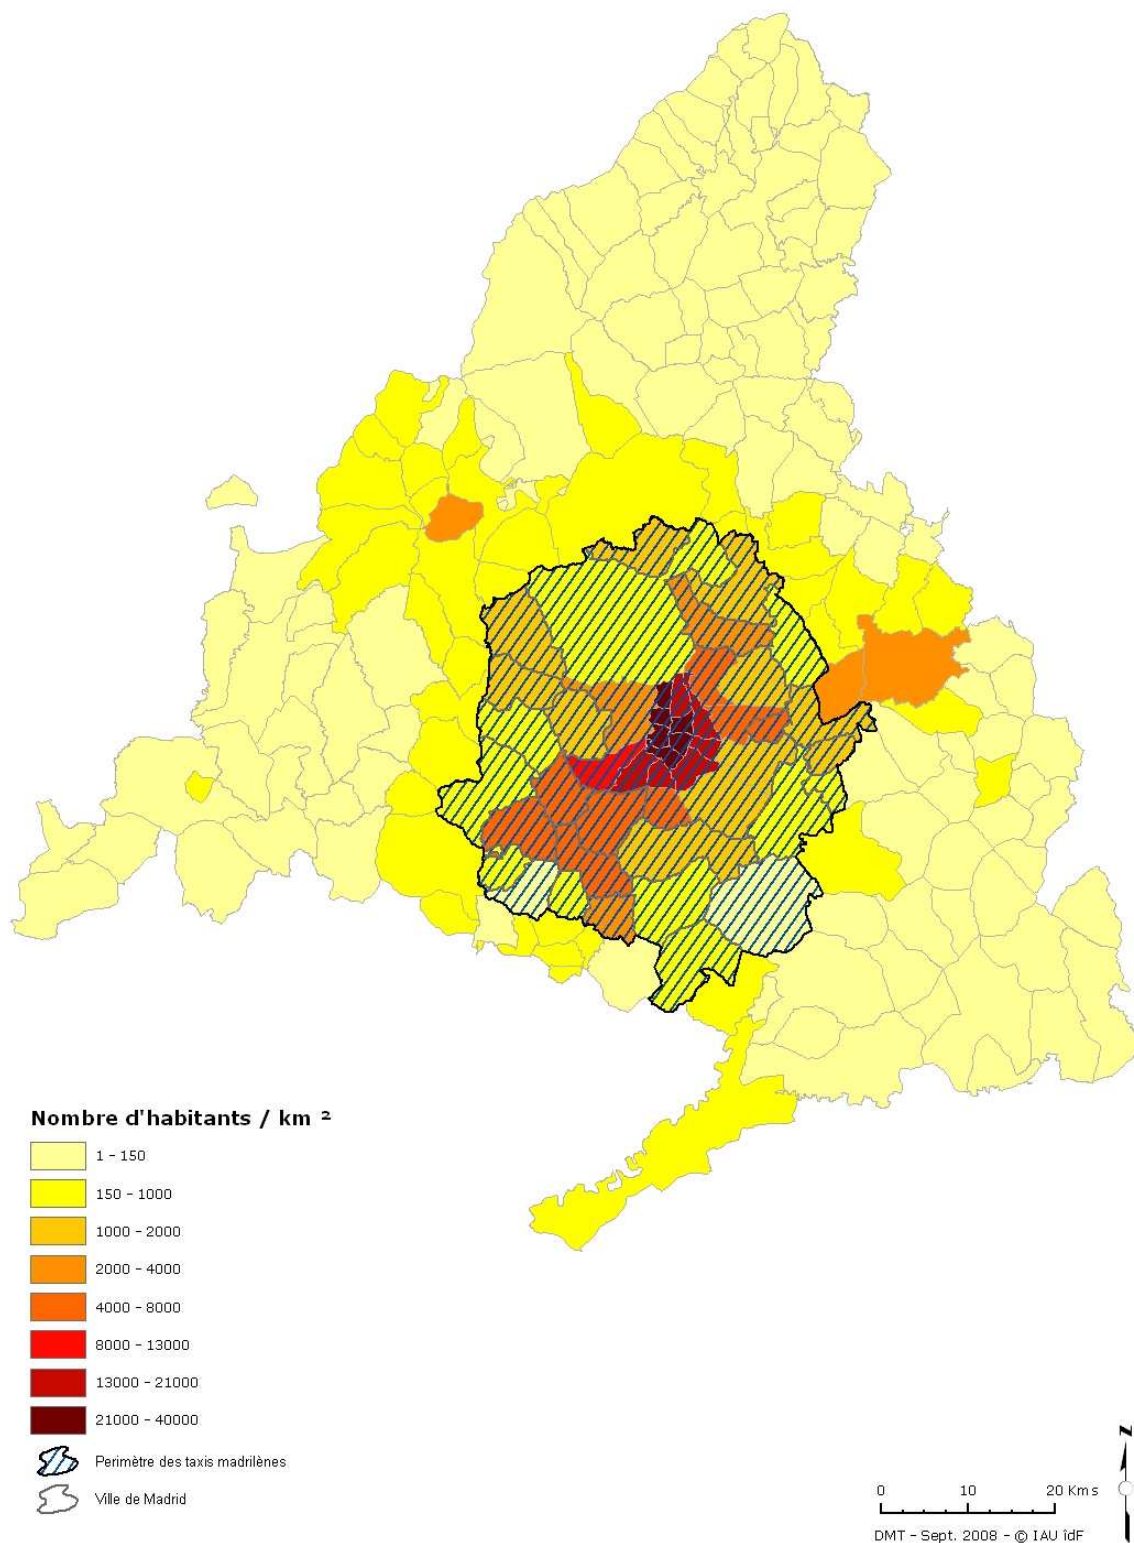 Nombre d'habitants / km ²
1 - 150
150 - 1000
1000 - 2000
2000 - 4000
4000 - 8000
8000 - 13000
13000 - 21000
21000 - 40000
Perimètre des taxis madrilènes
Ville de Madrid
N
0 10 20 Kms
DMT - Sept. 2008 - © IAU îdF